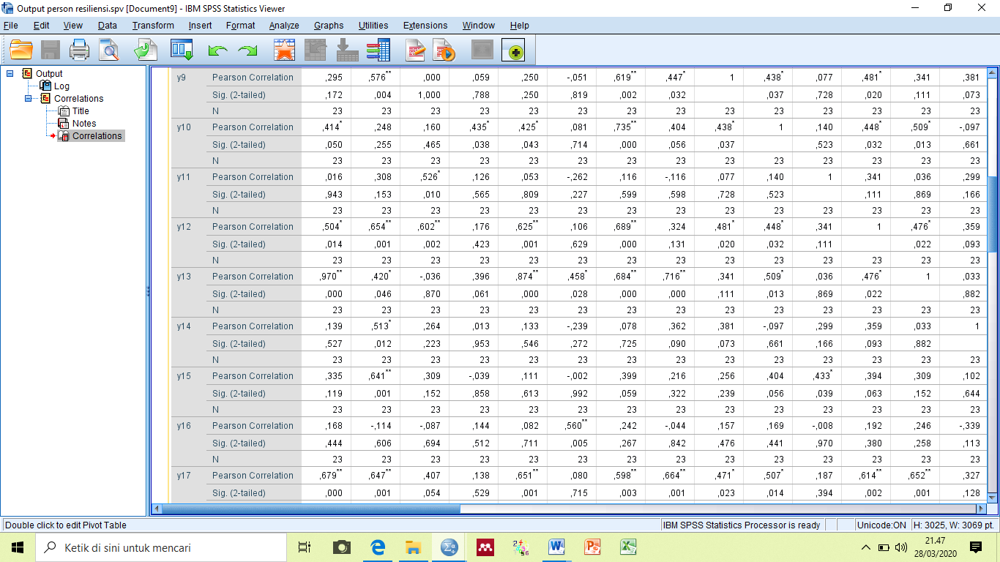 Output person resiliensi.spv [Document9] - IBM SPSS Statistics Viewer
File Edit View Data Transform Insert Format Analyze Graphs Utilities Extensions Window Help
Output
Log
Correlations
Title
Notes
Correlations
y9 Pearson Correlation ,295 ,576** ,000 ,059 ,250 -,051 ,619** ,447* 1 ,438* ,077 ,481* ,341 ,381
Sig. (2-tailed) ,172 ,004 1,000 ,788 ,250 ,819 ,002 ,032 ,037 ,728 ,020 ,111 ,073
N 23 23 23 23 23 23 23 23 23 23 23 23 23 23
y10 Pearson Correlation ,414* ,248 ,160 ,435* ,425* ,081 ,735** ,404 ,438* 1 ,140 ,448* ,509* -,097
Sig. (2-tailed) ,050 ,255 ,465 ,038 ,043 ,714 ,000 ,056 ,037 ,523 ,032 ,013 ,661
N 23 23 23 23 23 23 23 23 23 23 23 23 23 23
y11 Pearson Correlation ,016 ,308 ,526* ,126 ,053 -,262 ,116 -,116 ,077 ,140 1 ,341 ,036 ,299
Sig. (2-tailed) ,943 ,153 ,010 ,565 ,809 ,227 ,599 ,598 ,728 ,523 ,111 ,869 ,166
N 23 23 23 23 23 23 23 23 23 23 23 23 23 23
y12 Pearson Correlation ,504* ,654** ,602** ,176 ,625** ,106 ,689** ,324 ,481* ,448* ,341 1 ,476* ,359
Sig. (2-tailed) ,014 ,001 ,002 ,423 ,001 ,629 ,000 ,131 ,020 ,032 ,111 ,022 ,093
N 23 23 23 23 23 23 23 23 23 23 23 23 23 23
y13 Pearson Correlation ,970** ,420* -,036 ,396 ,874** ,458* ,684** ,716** ,341 ,509* ,036 ,476* 1 ,033
Sig. (2-tailed) ,000 ,046 ,870 ,061 ,000 ,028 ,000 ,000 ,111 ,013 ,869 ,022 ,882
N 23 23 23 23 23 23 23 23 23 23 23 23 23 23
y14 Pearson Correlation ,139 ,513* ,264 ,013 ,133 -,239 ,078 ,362 ,381 -,097 ,299 ,359 ,033 1
Sig. (2-tailed) ,527 ,012 ,223 ,953 ,546 ,272 ,725 ,090 ,073 ,661 ,166 ,093 ,882
N 23 23 23 23 23 23 23 23 23 23 23 23 23 23
y15 Pearson Correlation ,335 ,641** ,309 -,039 ,111 -,002 ,399 ,216 ,256 ,404 ,433* ,394 ,309 ,102
Sig. (2-tailed) ,119 ,001 ,152 ,858 ,613 ,992 ,059 ,322 ,239 ,056 ,039 ,063 ,152 ,644
N 23 23 23 23 23 23 23 23 23 23 23 23 23 23
y16 Pearson Correlation ,168 -,114 -,087 ,144 ,082 ,560** ,242 -,044 ,157 ,169 -,008 ,192 ,246 -,339
Sig. (2-tailed) ,444 ,606 ,694 ,512 ,711 ,005 ,267 ,842 ,476 ,441 ,970 ,380 ,258 ,113
N 23 23 23 23 23 23 23 23 23 23 23 23 23 23
y17 Pearson Correlation ,679** ,647** ,407 ,138 ,651** ,080 ,598** ,664** ,471* ,507* ,187 ,614** ,652** ,327
Sig. (2-tailed) ,000 ,001 ,054 ,529 ,001 ,715 ,003 ,001 ,023 ,014 ,394 ,002 ,001 ,128
Double click to edit Pivot Table
IBM SPSS Statistics Processor is ready Unicode:ON H: 3025, W: 3069 pt.
Ketik di sini untuk mencari
21.47
28/03/2020